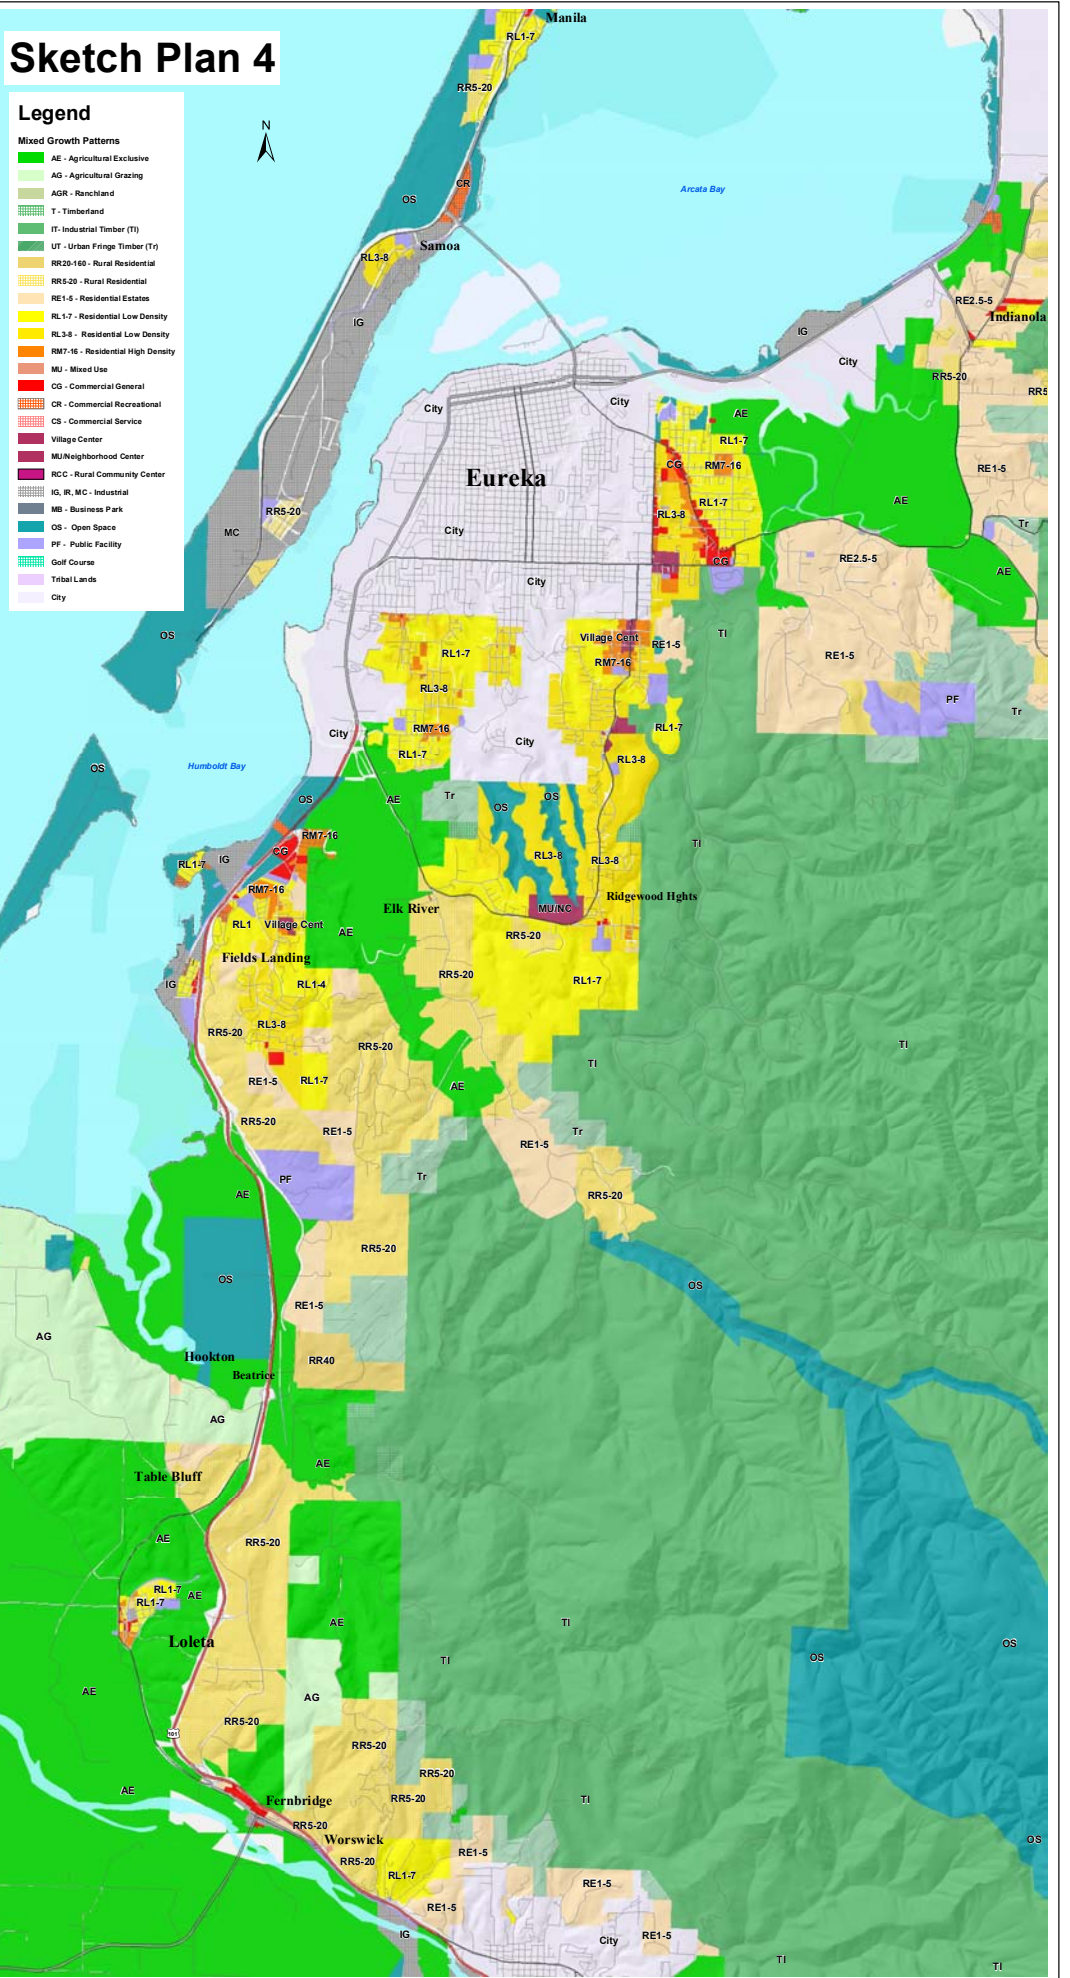 Sketch Plan 4
Legend
Mixed Growth Patterns
AE - Agricultural Exclusive
AG - Agricultural Grazing
AGR - Ranchland
T - Timberland
IT- Industrial Timber (TI)
UT - Urban Fringe Timber (Tr)
RR20-160 - Rural Residential
RR5-20 - Rural Residential
RE1-5 - Residential Estates
RL1-7 - Residential Low Density
RL3-8 - Residential Low Density
RM7-16 - Residential High Density
MU - Mixed Use
CG - Commercial General
CR - Commercial Recreational
CS - Commercial Service
Village Center
MU/Neighborhood Center
RCC - Rural Community Center
IG, IR, MC - Industrial
MB - Business Park
OS - Open Space
PF - Public Facility
Golf Course
Tribal Lands
City
N
Manila
RL1-7
RR5-20
CR
OS
Arcata Bay
Samoa
RL3-8
IG
RE2.5-5
Indianola
IG
City
RR5-20
RR5
City
City
AE
RL1-7
Eureka
CG
RM7-16
RE1-5
RL1-7
AE
RR5-20
RL3-8
Tr
MC
City
RE2.5-5
CG
AE
City
OS
Village Cent
TI
RE1-5
RL1-7
RE1-5
RM7-16
RL3-8
PF
Tr
RM7-16
RL1-7
City
City
RL1-7
RL3-8
Humboldt Bay
OS
OS
AE
Tr
OS
OS
RM7-16
TI
CG
RL1-7
IG
RL3-8
RL3-8
RM7-16
Ridgewood Hghts
Elk River
MU/NC
RL1
Village Cent
AE
RR5-20
Fields Landing
RR5-20
RL1-7
IG
RL1-4
RL3-8
RR5-20
RR5-20
TI
TI
RE1-5
RL1-7
AE
RR5-20
RE1-5
Tr
RE1-5
PF
Tr
AE
RR5-20
RR5-20
OS
OS
RE1-5
AG
Hookton
RR40
Beatrice
AG
AE
Table Bluff
AE
RR5-20
RL1-7
AE
RL1-7
AE
TI
Loleta
OS
OS
TI
AE
AG
RR5-20
101
RR5-20
RR5-20
AE
RR5-20
TI
Fernbridge
RR5-20
Worswick
OS
RE1-5
RR5-20
RL1-7
RE1-5
RE1-5
IG
City
RE1-5
TI
TI